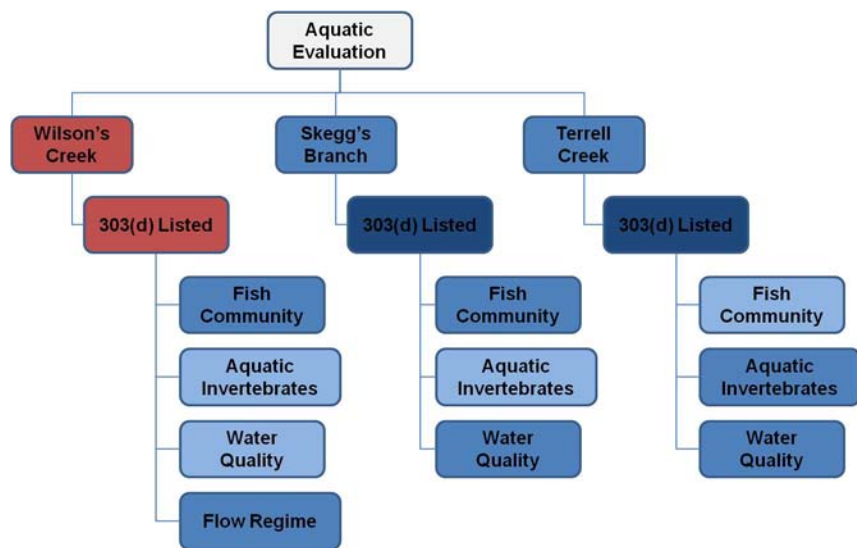 Aquatic
Evaluation
Wilson's
Creek
Skegg's
Branch
Terrell
Creek
303(d) Listed
303(d) Listed
303(d) Listed
Fish
Community
Fish
Community
Fish
Community
Aquatic
Invertebrates
Aquatic
Invertebrates
Aquatic
Invertebrates
Water
Quality
Water
Quality
Water
Quality
Flow Regime